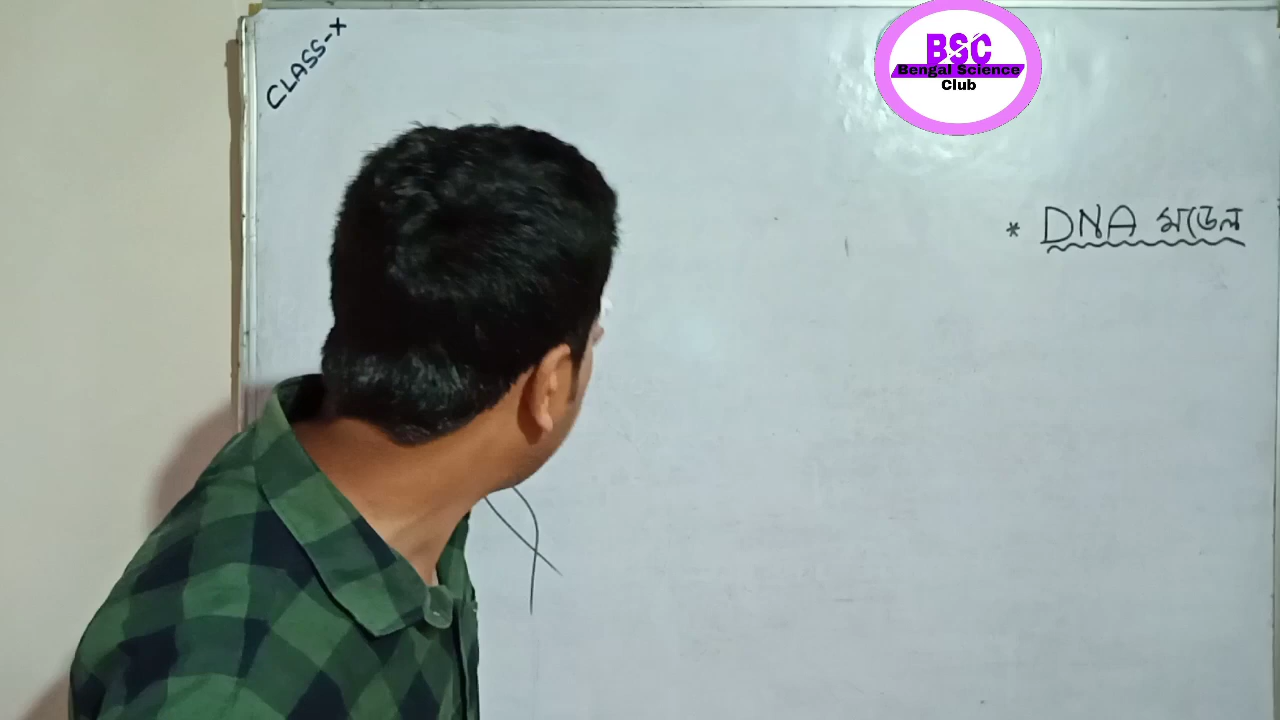 CLASS-X
BSC
Bengal Science
Club
* DNA মডেল